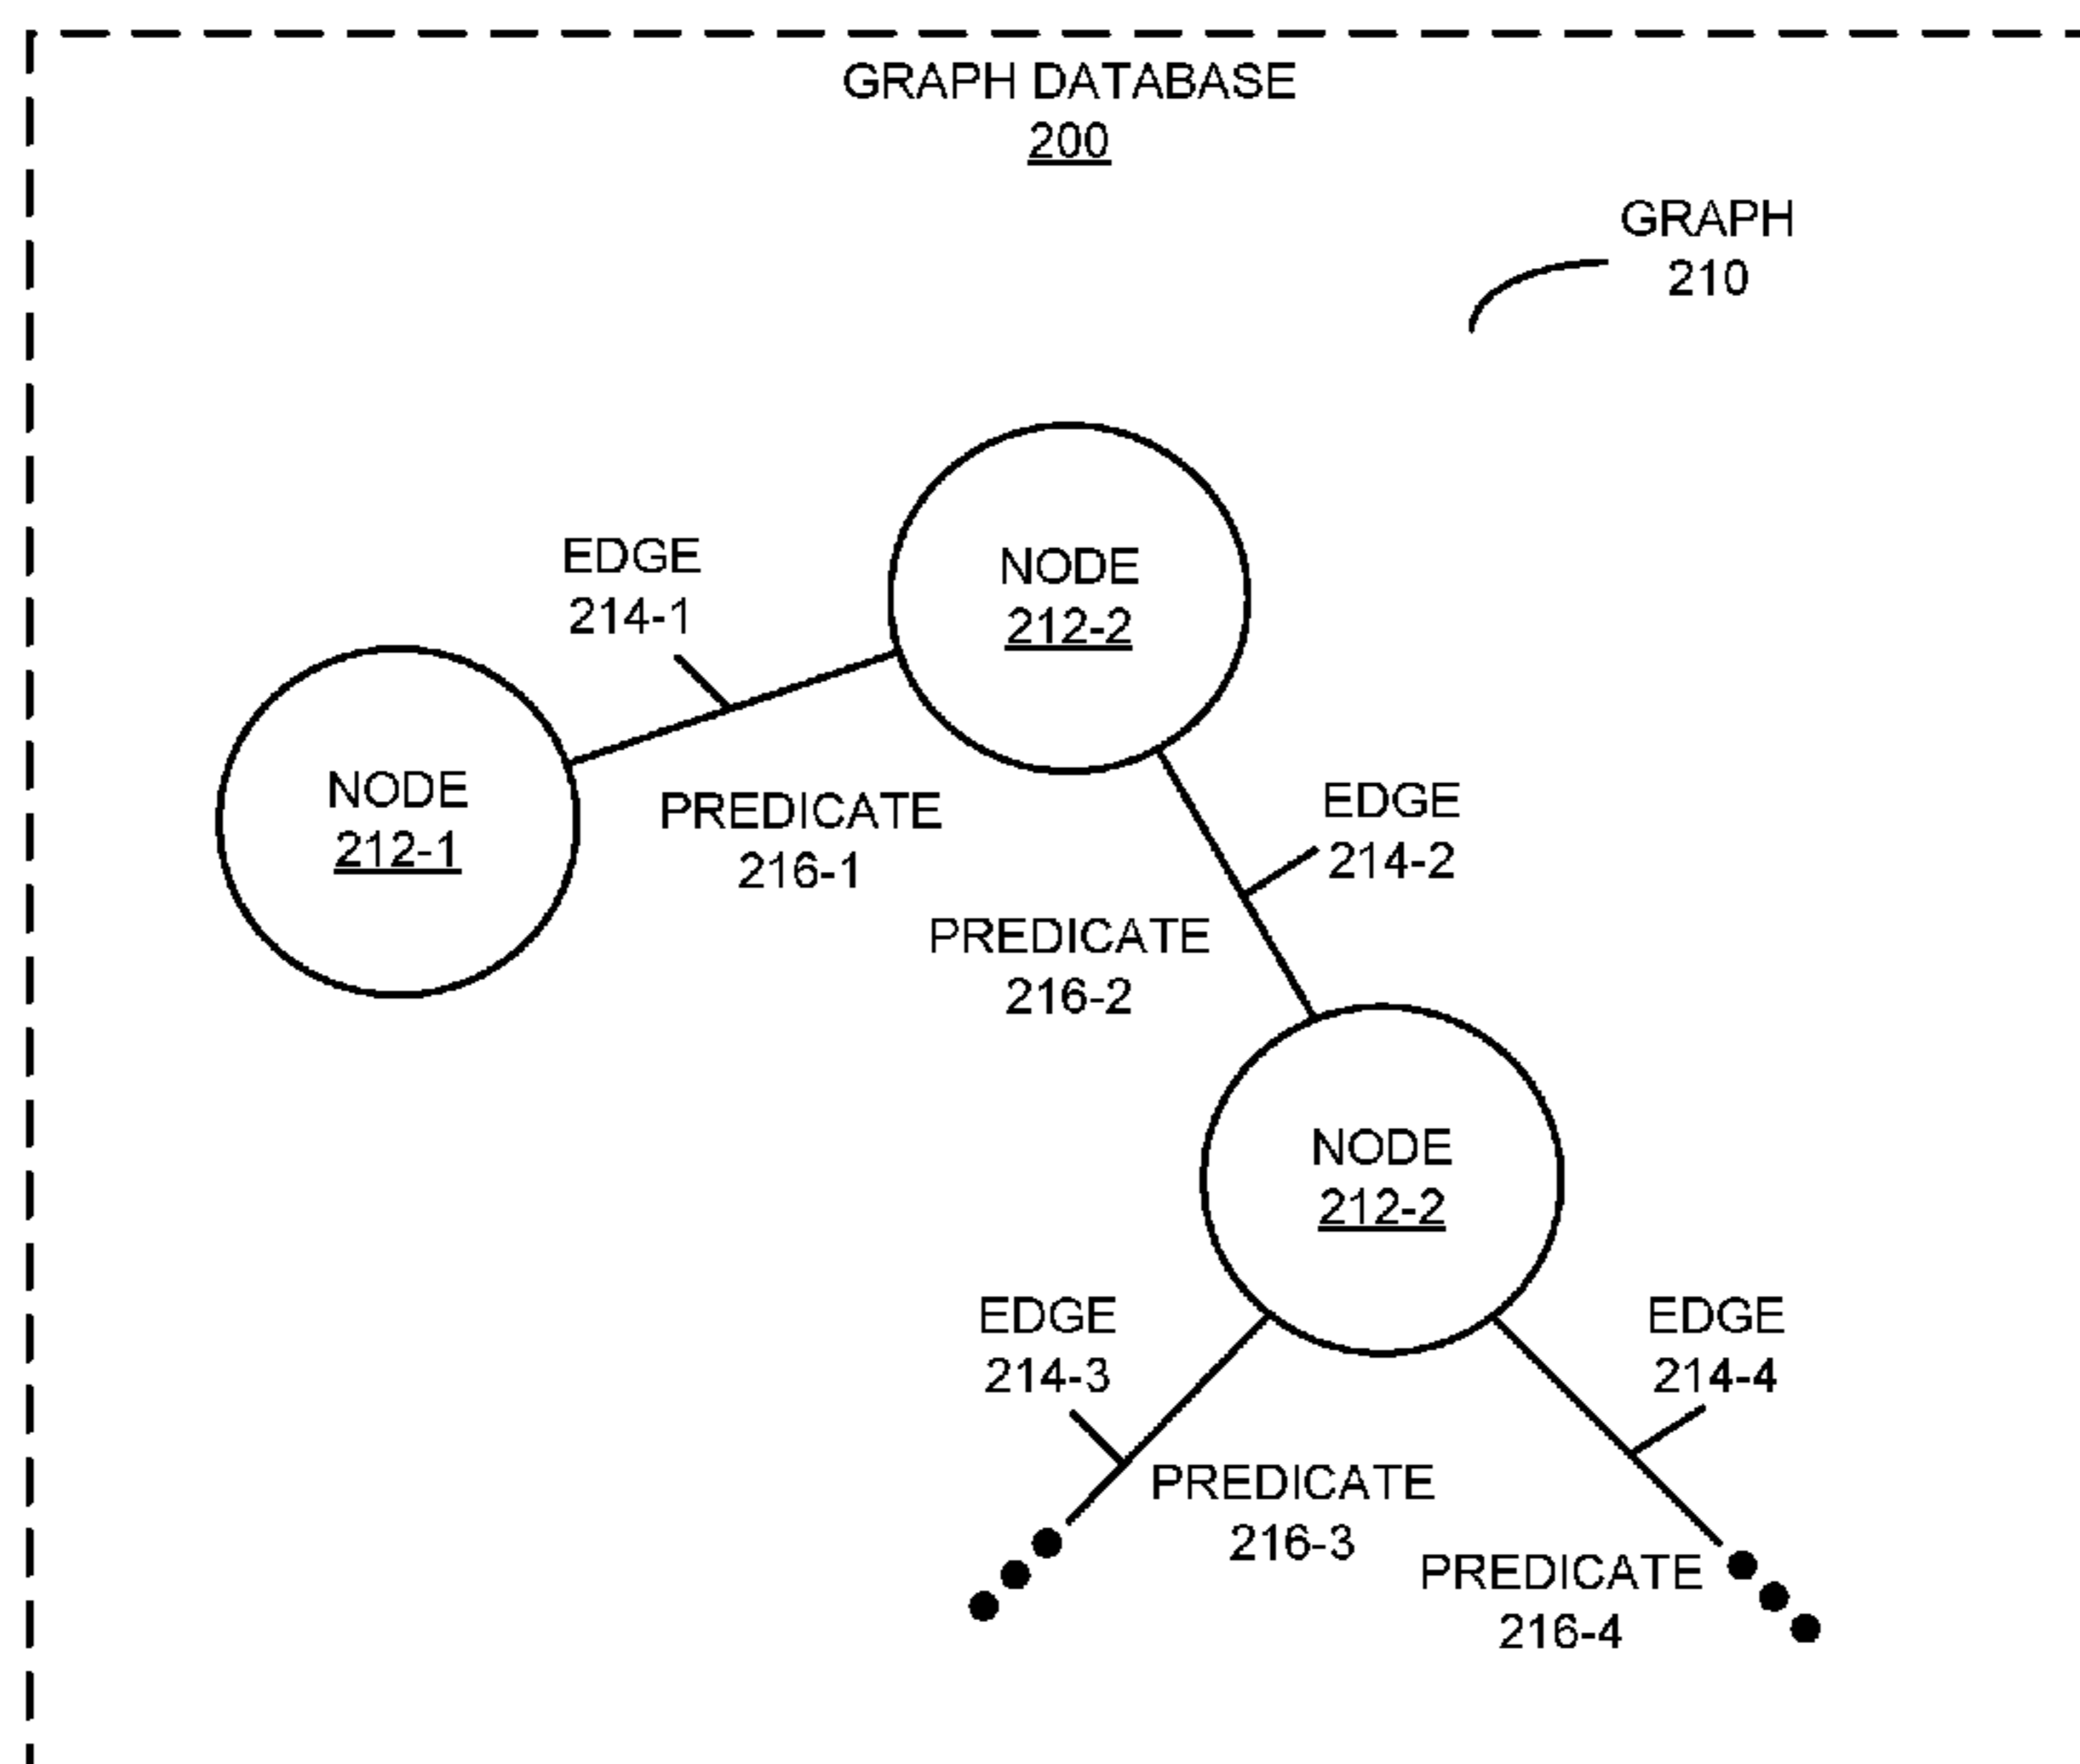 GRAPH DATABASE
200
GRAPH
210
EDGE
214-1
NODE
212-2
NODE
212-1
PREDICATE
216-1
EDGE
214-2
PREDICATE
216-2
NODE
212-2
EDGE
214-3
EDGE
214-4
PREDICATE
216-3
PREDICATE
216-4